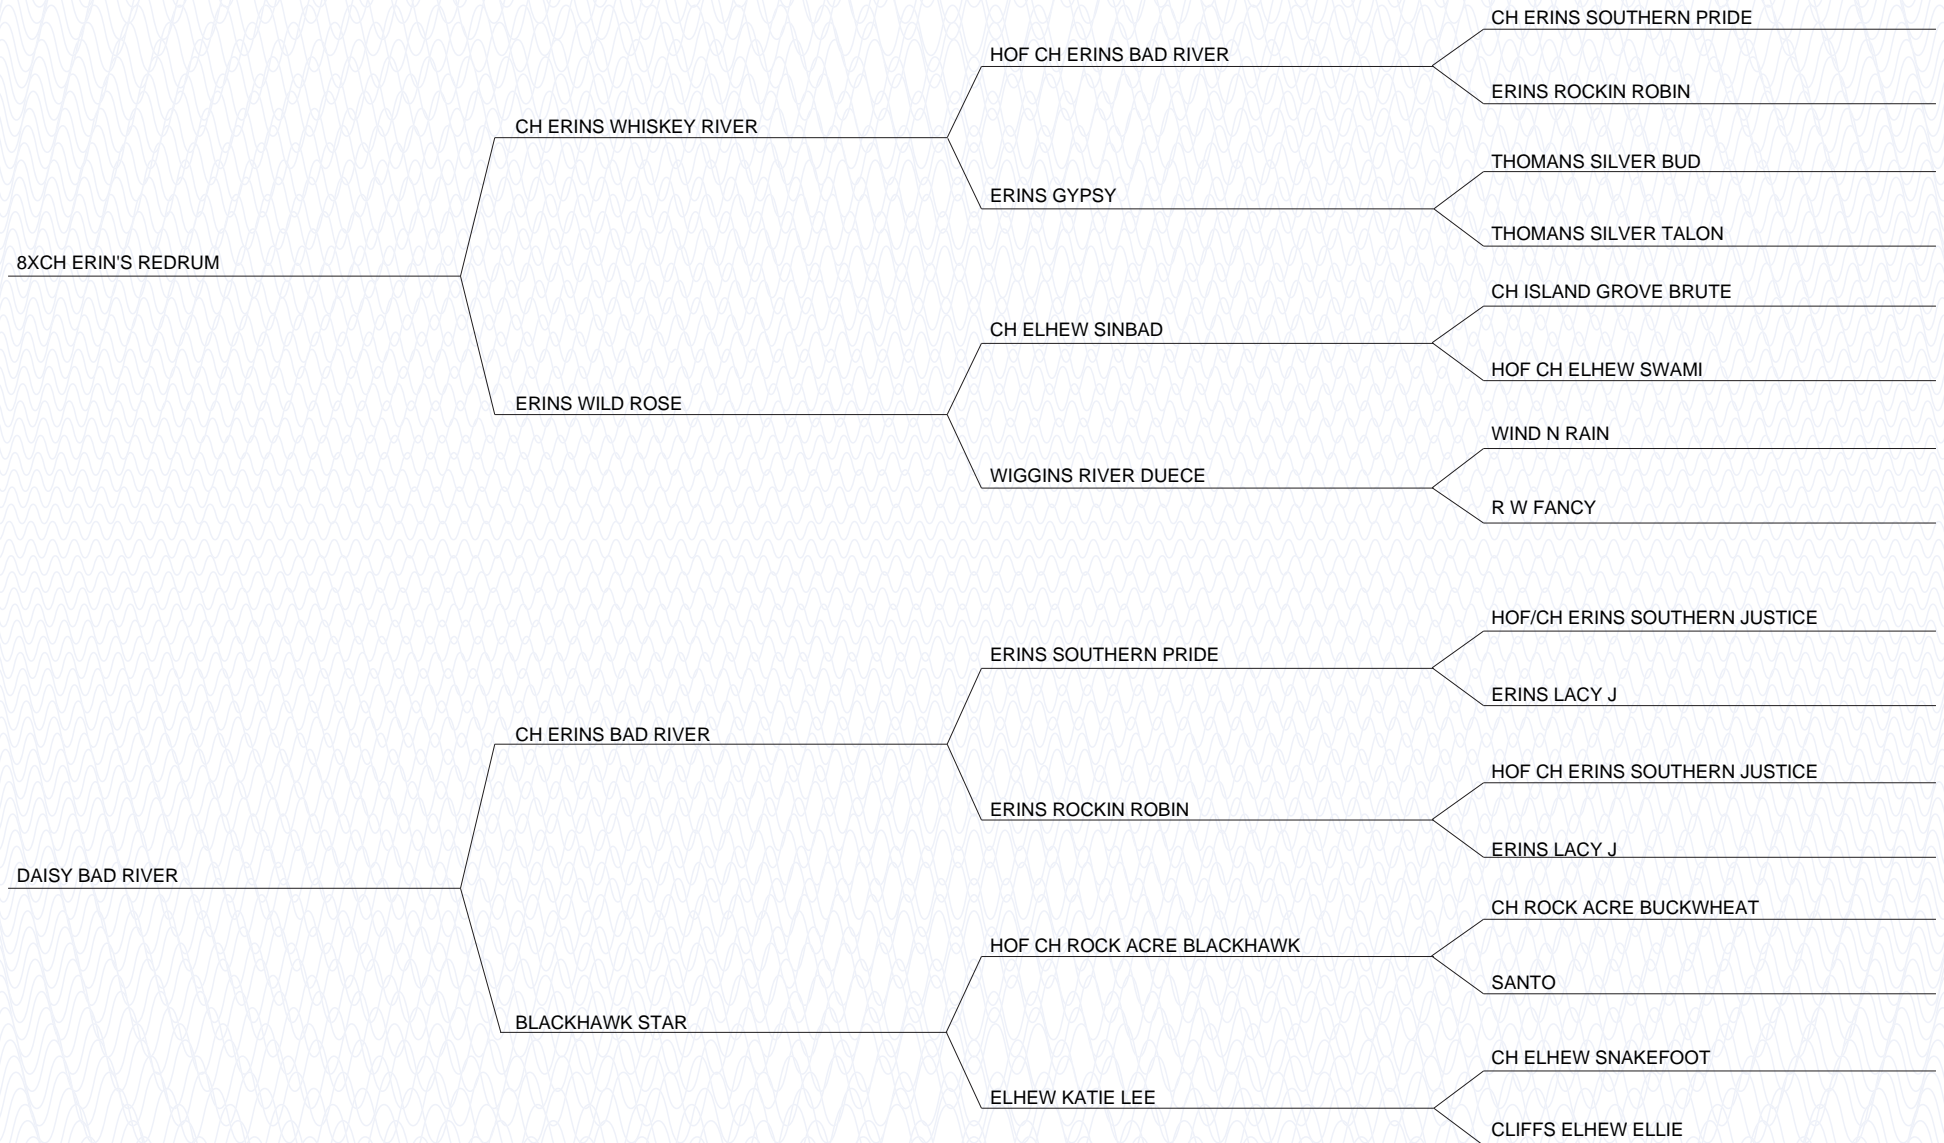 CH ERINS SOUTHERN PRIDE
HOF CH ERINS BAD RIVER
ERINS ROCKIN ROBIN
CH ERINS WHISKEY RIVER
THOMANS SILVER BUD
ERINS GYPSY
THOMANS SILVER TALON
8XCH ERIN'S REDRUM
CH ISLAND GROVE BRUTE
CH ELHEW SINBAD
HOF CH ELHEW SWAMI
ERINS WILD ROSE
WIND N RAIN
WIGGINS RIVER DUECE
R W FANCY
HOF/CH ERINS SOUTHERN JUSTICE
ERINS SOUTHERN PRIDE
ERINS LACY J
CH ERINS BAD RIVER
HOF CH ERINS SOUTHERN JUSTICE
ERINS ROCKIN ROBIN
ERINS LACY J
DAISY BAD RIVER
CH ROCK ACRE BUCKWHEAT
HOF CH ROCK ACRE BLACKHAWK
SANTO
BLACKHAWK STAR
CH ELHEW SNAKEFOOT
ELHEW KATIE LEE
CLIFFS ELHEW ELLIE